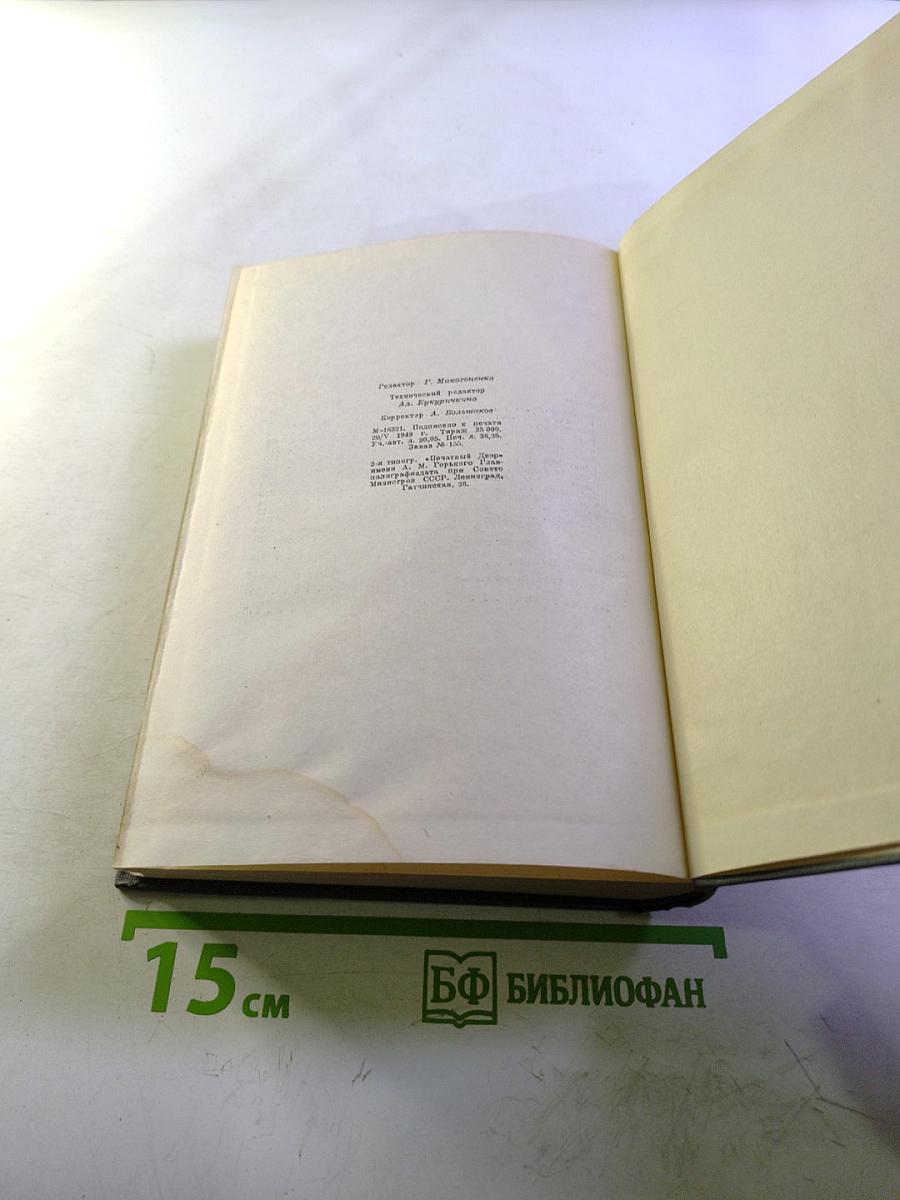 Редактор Г. Макогоненко
Технический редактор
Ал. Кукуричкина
Корректор А. Большаков
М-16321. Подписано к печати
20/V 1949 г. Тираж 25 000.
Уч.-авт. л. 30,05. Печ. л. 36,25.
Заказ № 155.
2-я типогр. «Печатный Двор»
имени А. М. Горького Глав-
полиграфиздата при Совете
Министров СССР. Ленинград,
Гатчинская, 26.
15 см
БФ
БИБЛИОФАН